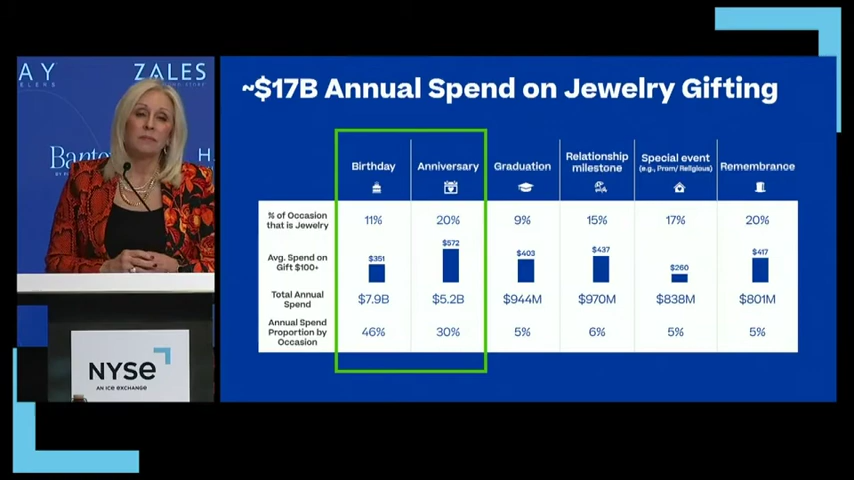 AY
ELERS
ZALES
Bante
H
NYSE
AN ICE EXCHANGE
~$17B Annual Spend on Jewelry Gifting
Birthday Anniversary Graduation Relationship milestone Special event (e.g., Prom/ Religious) Remembrance
% of Occasion that is Jewelry 11% 20% 9% 15% 17% 20%
Avg. Spend on Gift $100+ $351 $572 $403 $437 $260 $417
Total Annual Spend $7.9B $5.2B $944M $970M $838M $801M
Annual Spend Proportion by Occasion 46% 30% 5% 6% 5% 5%